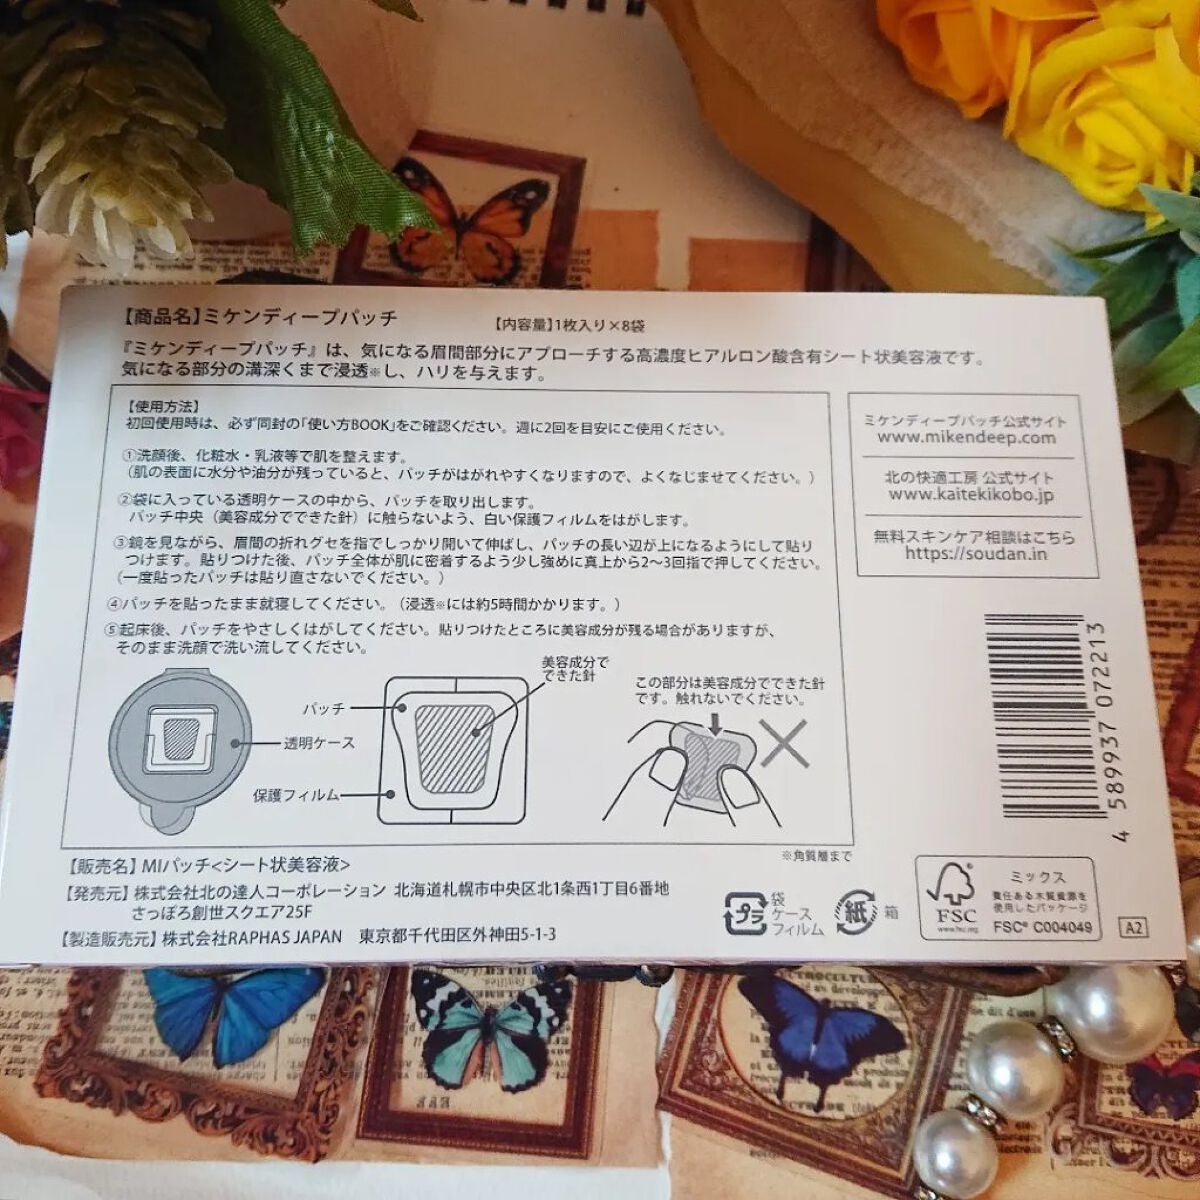 【商品名】ミケンディープパッチ 【内容量】1枚入り×8袋
『ミケンディープパッチ』は、気になる眉間部分にアプローチする高濃度ヒアルロン酸含有シート状美容液です。
気になる部分の溝深くまで浸透※し、ハリを与えます。
【使用方法】
初回使用時は、必ず同封の「使い方BOOK」をご確認ください。週に2回を目安にご使用ください。
①洗顔後、化粧水・乳液等で肌を整えます。
(肌の表面に水分や油分が残っていると、パッチがはがれやすくなりますので、よくなじませてください。)
②袋に入っている透明ケースの中から、パッチを取り出します。
パッチ中央(美容成分でできた針)に触らないよう、白い保護フィルムをはがします。
③鏡を見ながら、眉間の折れグセを指でしっかり開いて伸ばし、パッチの長い辺が上になるようにして貼り
つけます。貼りつけた後、パッチ全体が肌に密着するよう少し強めに真上から2〜3回指で押してください。
(一度貼ったパッチは貼り直さないでください。)
④パッチを貼ったまま就寝してください。(浸透※には約5時間かかります。)
⑤起床後、パッチをやさしくはがしてください。貼りつけたところに美容成分が残る場合がありますが、
そのまま洗顔で洗い流してください。
美容成分で
できた針
パッチ
透明ケース
保護フィルム
この部分は美容成分でできた針
です。触れないでください。
※角質層まで
ミケンディープパッチ公式サイト
www.mikendeep.com
北の快適工房 公式サイト
www.kaitekikobo.jp
無料スキンケア相談はこちら
https://soudan.in
4 589937 072213
【販売名】MIパッチ<シート状美容液>
【発売元】株式会社北の達人コーポレーション 北海道札幌市中央区北1条西1丁目6番地
さっぽろ創世スクエア25F
【製造販売元】株式会社RAPHAS JAPAN 東京都千代田区外神田5-1-3
プラ
袋
ケース
フィルム
紙 箱
FSC
www.fsc.org
ミックス
責任ある木質資源を
使用したパッケージ
FSC® C004049
A2